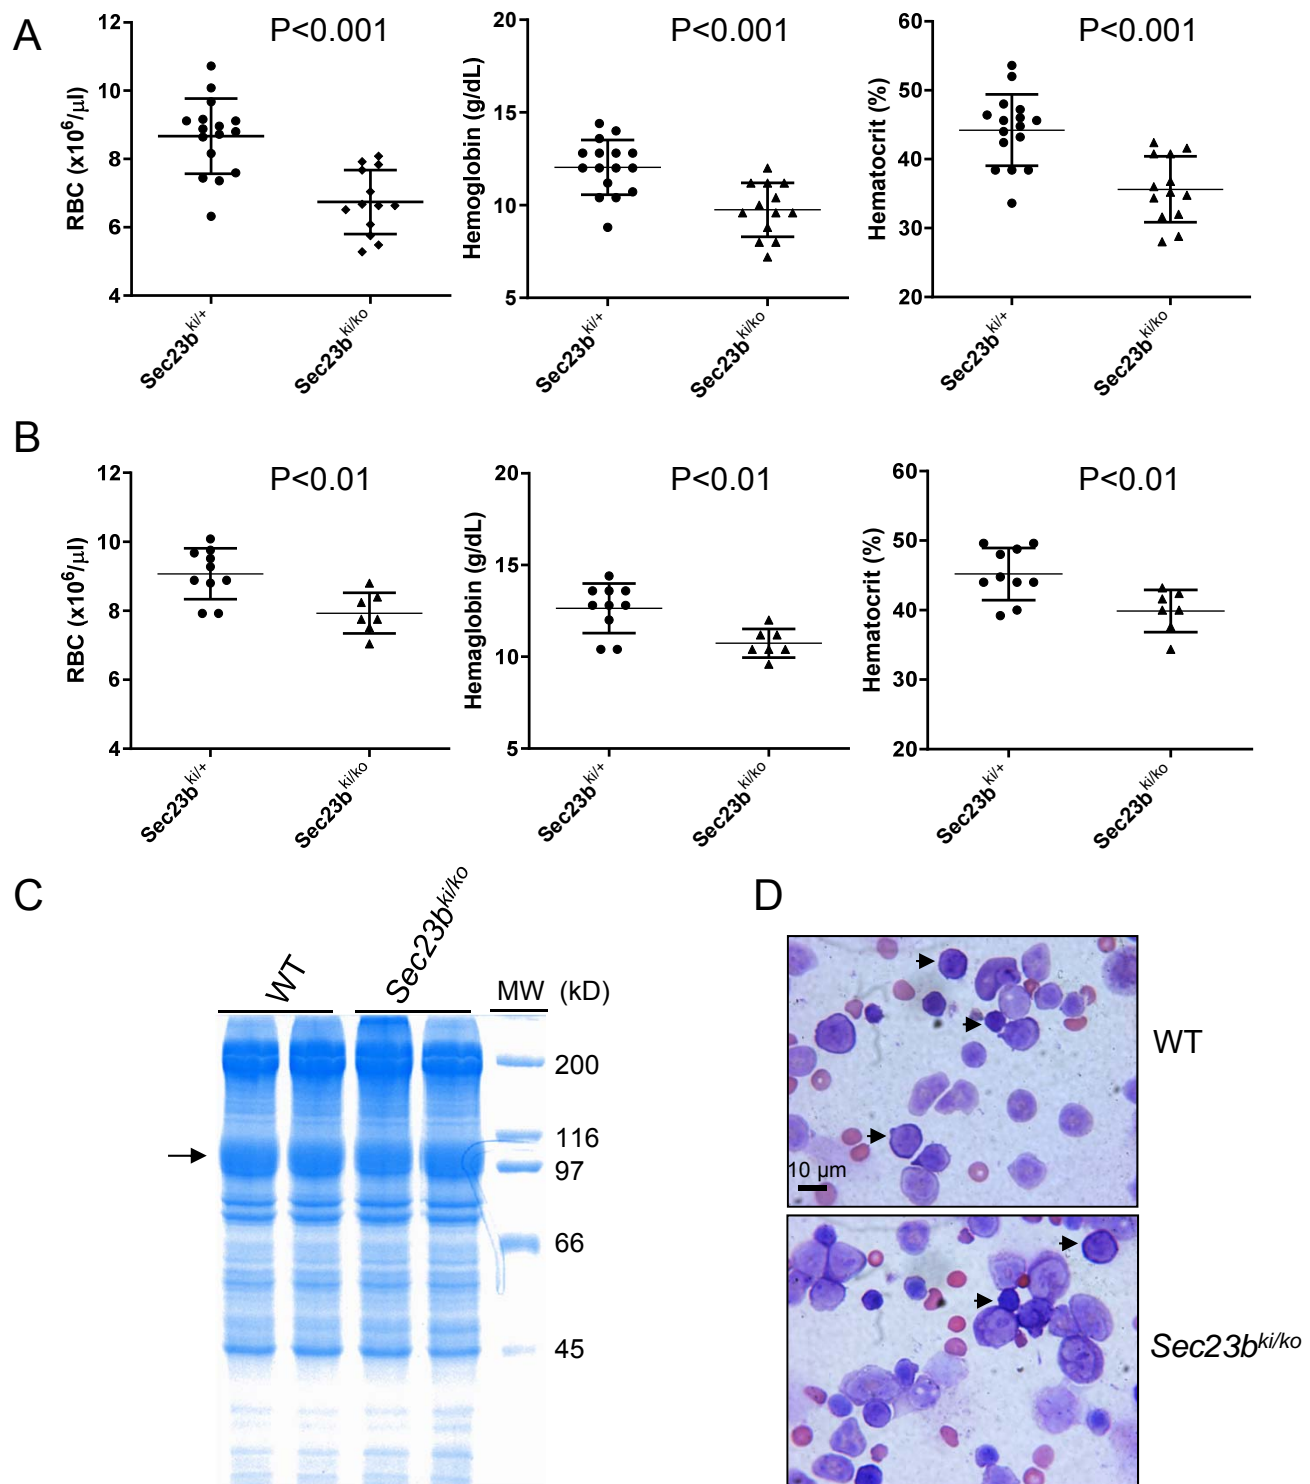 A
P<0.001
P<0.001
P<0.001
RBC (x10⁶/µl)
12
10
8
6
4
Sec23b^ki/+
Sec23b^ki/ko
Hemoglobin (g/dL)
20
15
10
5
Sec23b^ki/+
Sec23b^ki/ko
Hematocrit (%)
60
50
40
30
20
Sec23b^ki/+
Sec23b^ki/ko
B
P<0.01
P<0.01
P<0.01
RBC (x10⁶/µl)
12
10
8
6
4
Sec23b^ki/+
Sec23b^ki/ko
Hemaglobin (g/dL)
20
15
10
5
Sec23b^ki/+
Sec23b^ki/ko
Hematocrit (%)
60
50
40
30
20
Sec23b^ki/+
Sec23b^ki/ko
C
WT
Sec23b^ki/ko
MW (kD)
200
116
97
66
45
D
WT
10 µm
Sec23b^ki/ko